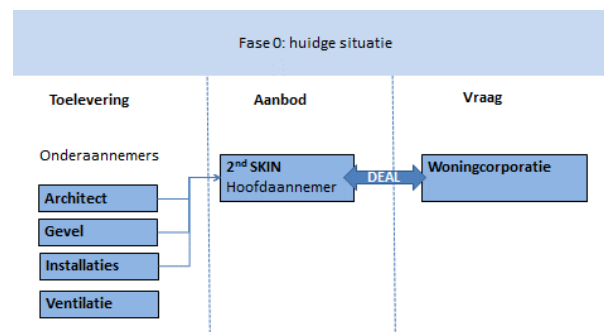 Fase 0: huidge situatie
Toelevering
Aanbod
Vraag
Onderaannemers
Architect
Gevel
Installaties
Ventilatie
2nd SKIN
Hoofdaannemer
DEAL
Woningcorporatie